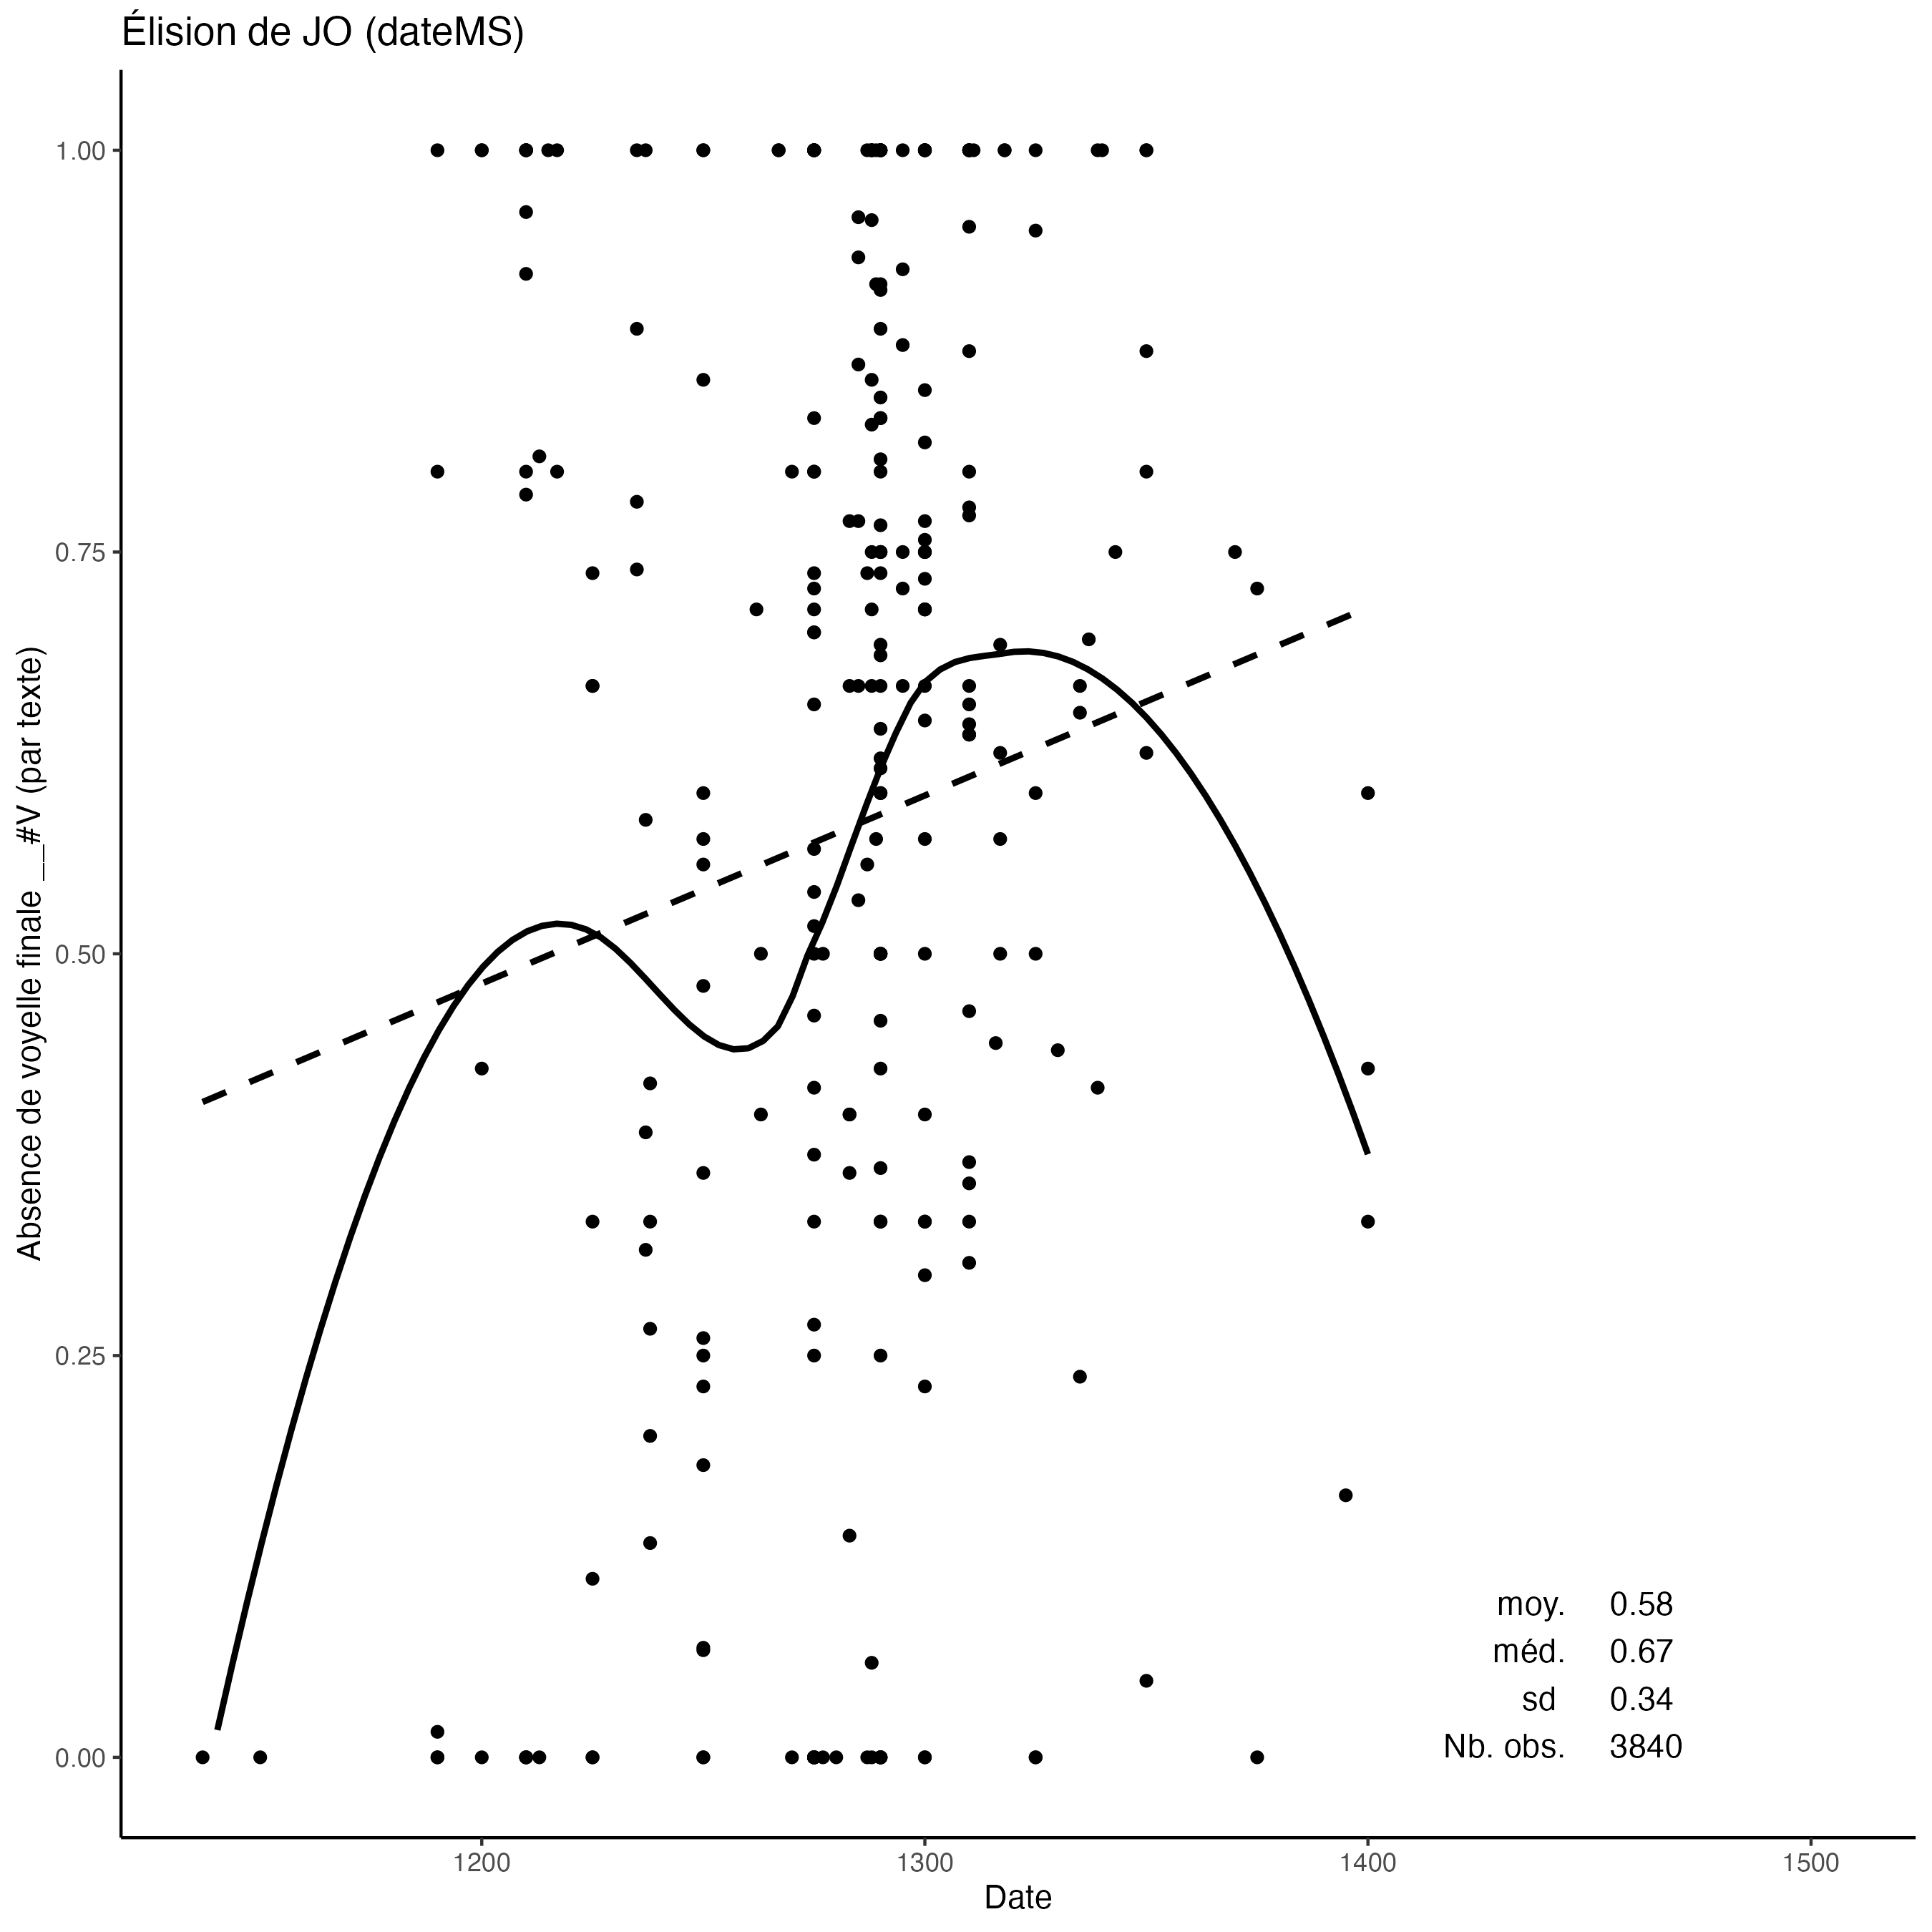 Élision de JO (dateMS)
Absence de voyelle finale __#V (par texte)
1.00
0.75
0.50
0.25
0.00
moy. 0.58
méd. 0.67
sd 0.34
Nb. obs. 3840
1200 1300 1400 1500
Date